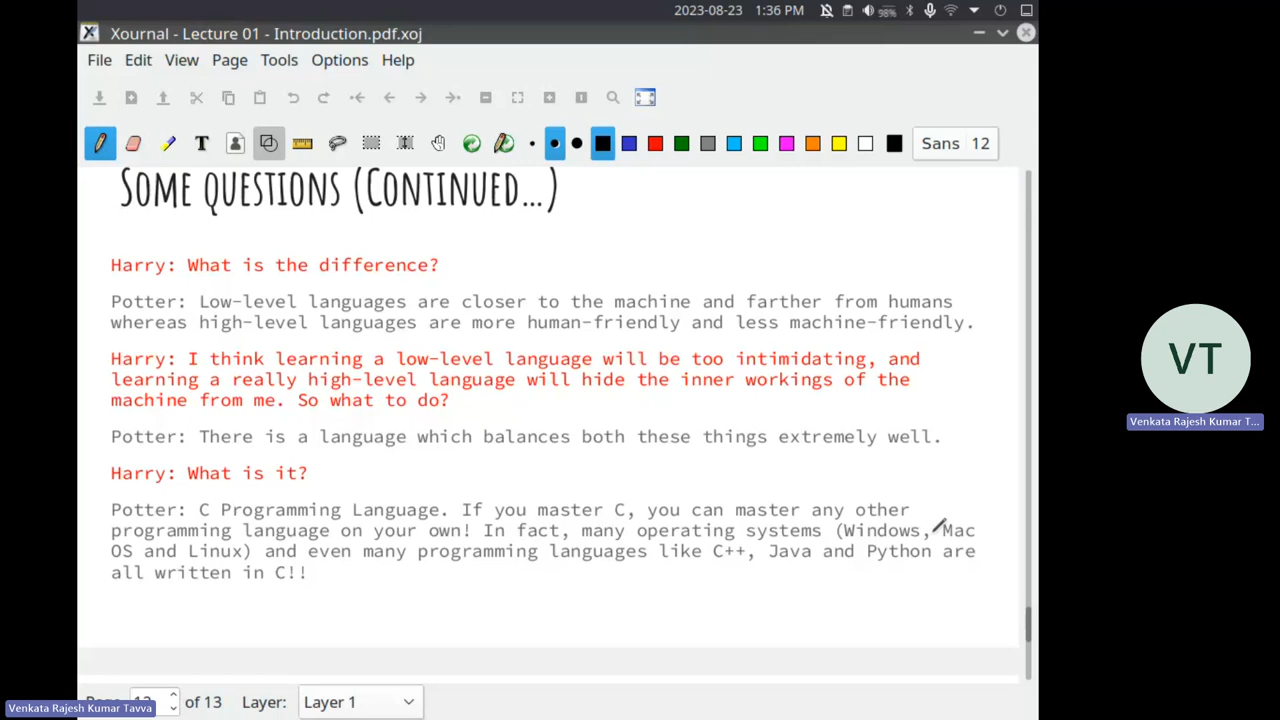 2023-08-23 1:36 PM 98%
Xournal - Lecture 01 - Introduction.pdf.xoj
File Edit View Page Tools Options Help
T Sans 12
Some questions (Continued...)
Harry: What is the difference?
Potter: Low-level languages are closer to the machine and farther from humans
whereas high-level languages are more human-friendly and less machine-friendly.
Harry: I think learning a low-level language will be too intimidating, and
learning a really high-level language will hide the inner workings of the
machine from me. So what to do?
Potter: There is a language which balances both these things extremely well.
Harry: What is it?
Potter: C Programming Language. If you master C, you can master any other
programming language on your own! In fact, many operating systems (Windows, Mac
OS and Linux) and even many programming languages like C++, Java and Python are
all written in C!!
VT
Venkata Rajesh Kumar T...
of 13 Layer: Layer 1
Venkata Rajesh Kumar Tavva